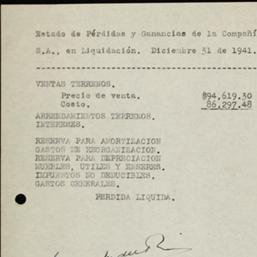 Estado de Pérdidas y Ganancias de la Compañí
S.A., en Liquidación. Diciembre 31 de 1941.
VENTAS TERRENOS.
Precio de venta. $94,619.30
Costo. 86,297.48
ARRENDAMIENTOS TERRENOS.
INTERESES.
RESERVA PARA AMORTIZACION
GASTOS DE REORGANIZACION.
RESERVA PARA DEPRECIACION
MUEBLES, UTILES Y ENSERES.
IMPUESTOS NO DEDUCIBLES.
GASTOS GENERALES.
PERDIDA LIQUIDA.